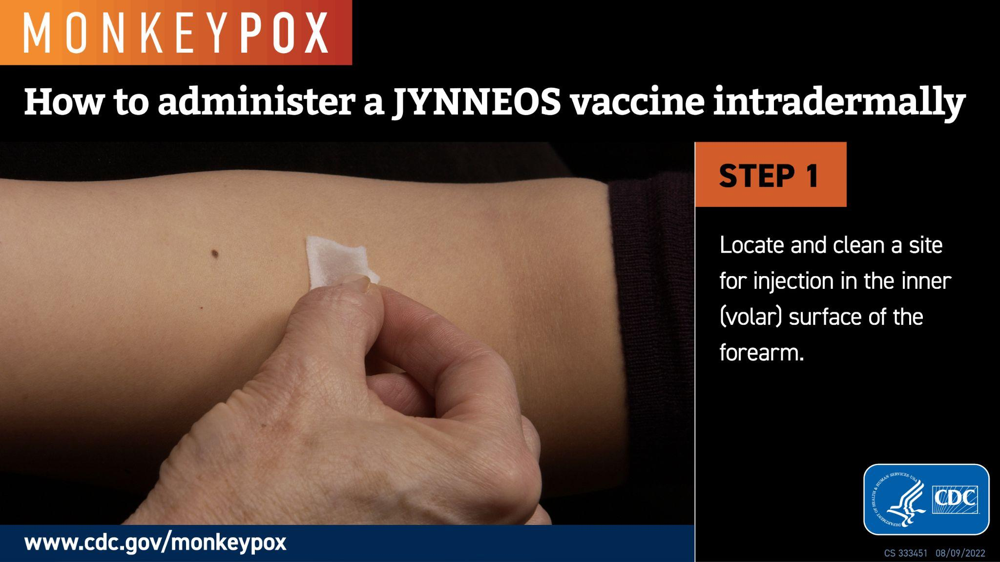 MONKEYPOX
How to administer a JYNNEOS vaccine intradermally
STEP 1
Locate and clean a site
for injection in the inner
(volar) surface of the
forearm.
DEPARTMENT OF HEALTH & HUMAN SERVICES · USA
CDC
www.cdc.gov/monkeypox
CS 333451 08/09/2022